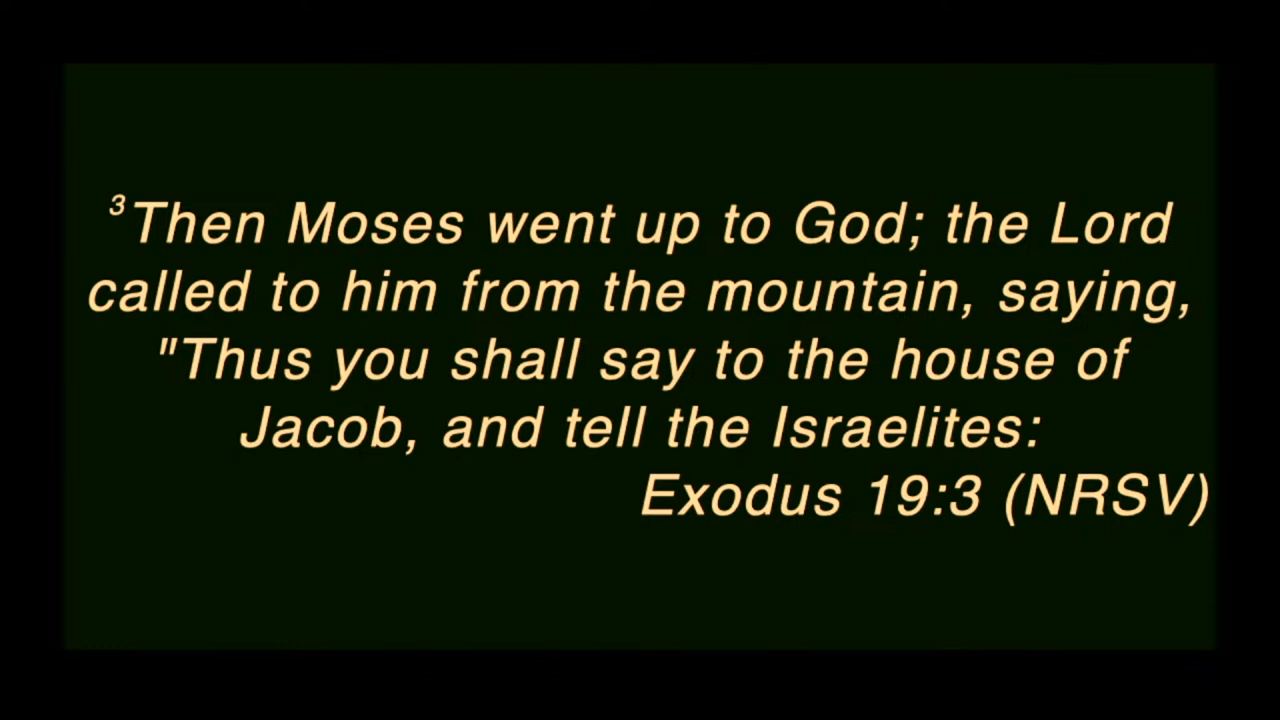 ³Then Moses went up to God; the Lord
called to him from the mountain, saying,
"Thus you shall say to the house of
Jacob, and tell the Israelites:
Exodus 19:3 (NRSV)